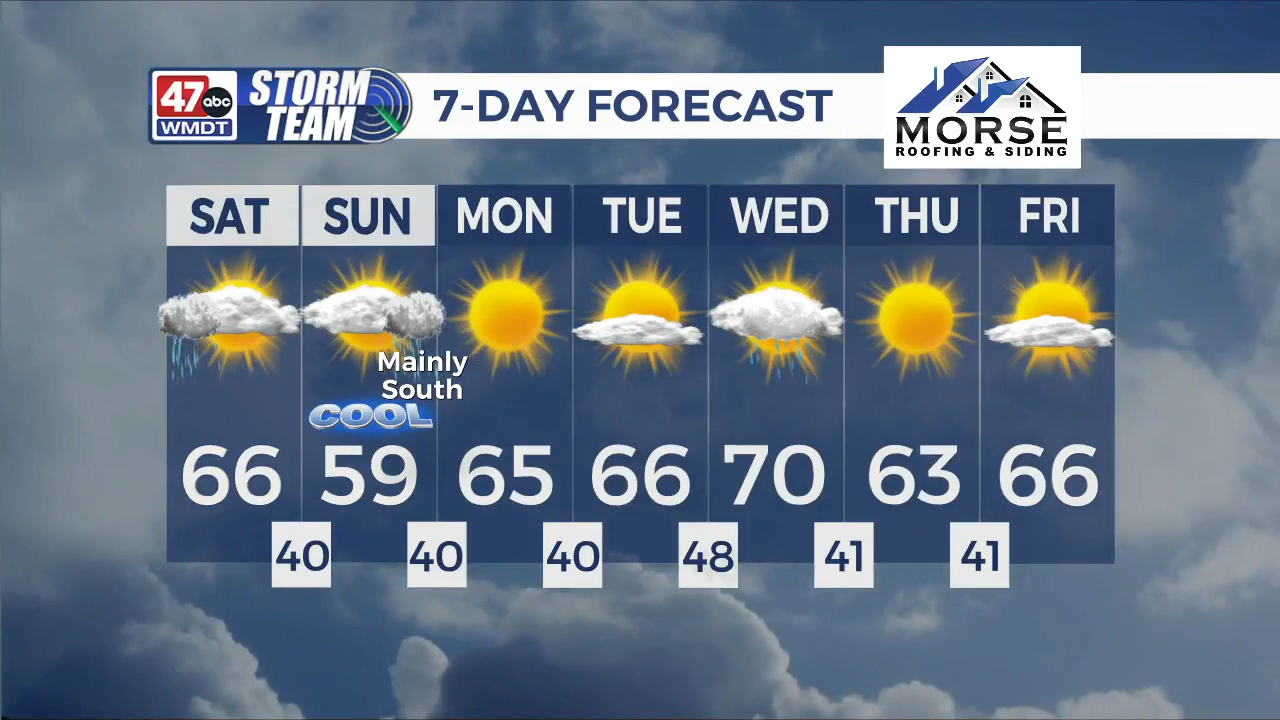 47 abc
WMDT
STORM
TEAM
7-DAY FORECAST
MORSE
ROOFING & SIDING
SAT SUN MON TUE WED THU FRI
Mainly
South
COOL
66 59 65 66 70 63 66
40 40 40 48 41 41